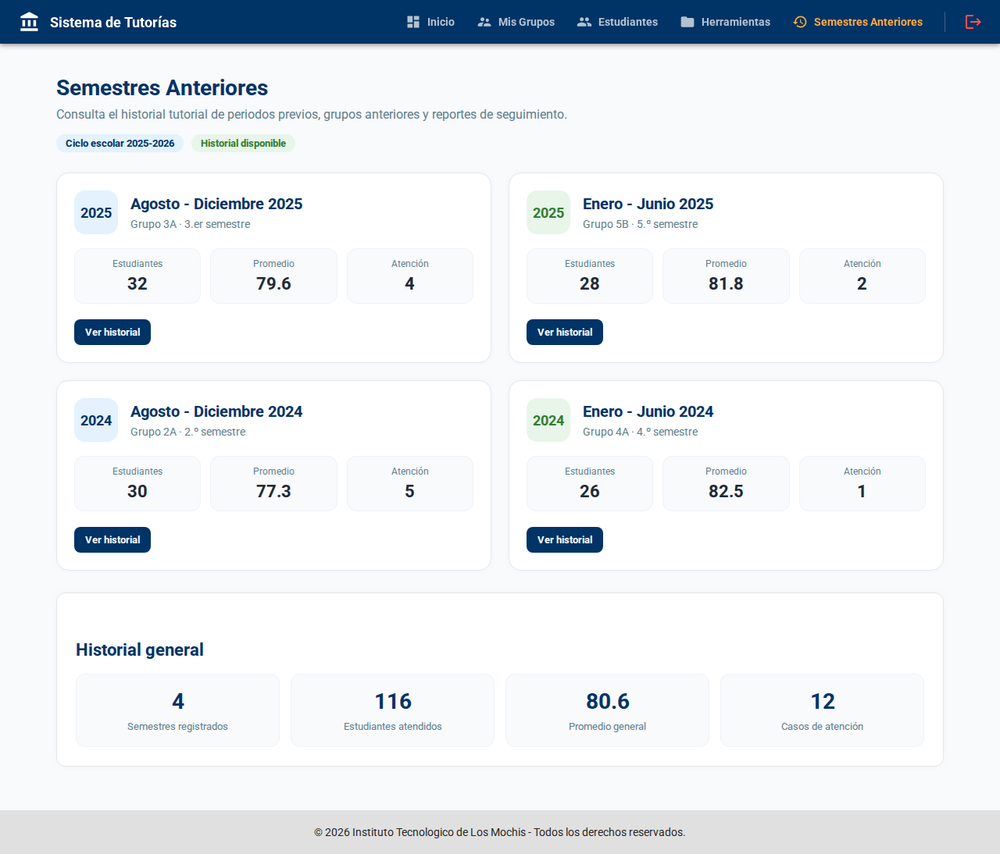 Sistema de Tutorías
Inicio
Mis Grupos
Estudiantes
Herramientas
Semestres Anteriores
Semestres Anteriores
Consulta el historial tutorial de periodos previos, grupos anteriores y reportes de seguimiento.
Ciclo escolar 2025-2026
Historial disponible
2025
Agosto - Diciembre 2025
Grupo 3A · 3.er semestre
Estudiantes
32
Promedio
79.6
Atención
4
Ver historial
2025
Enero - Junio 2025
Grupo 5B · 5.º semestre
Estudiantes
28
Promedio
81.8
Atención
2
Ver historial
2024
Agosto - Diciembre 2024
Grupo 2A · 2.º semestre
Estudiantes
30
Promedio
77.3
Atención
5
Ver historial
2024
Enero - Junio 2024
Grupo 4A · 4.º semestre
Estudiantes
26
Promedio
82.5
Atención
1
Ver historial
Historial general
4
Semestres registrados
116
Estudiantes atendidos
80.6
Promedio general
12
Casos de atención
© 2026 Instituto Tecnologico de Los Mochis - Todos los derechos reservados.